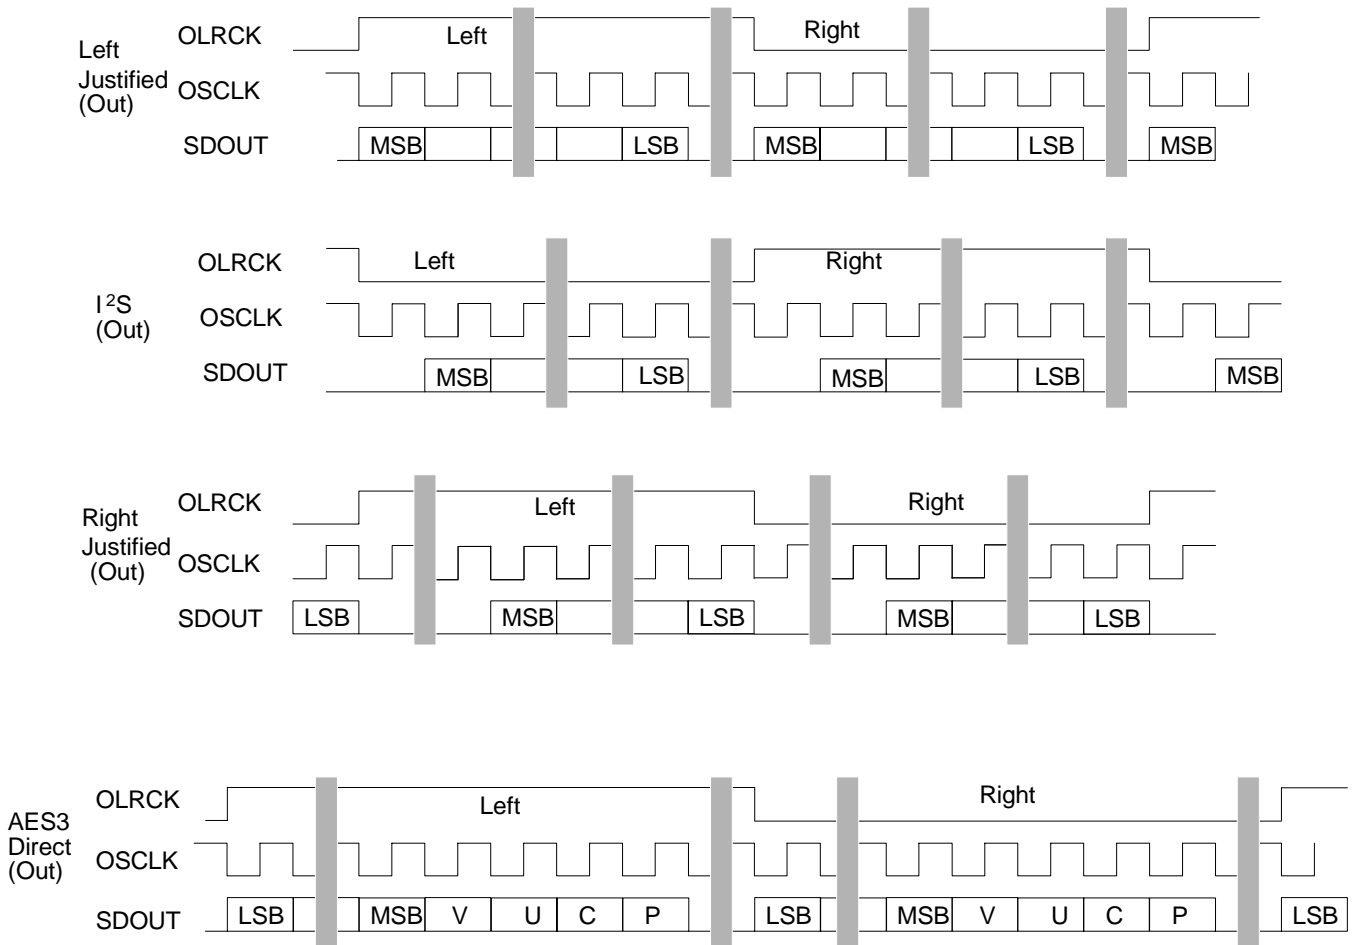 OLRCK Left Right
Left
Justified
(Out)
OSCLK
SDOUT MSB LSB MSB LSB MSB
OLRCK Left Right
I²S
(Out)
OSCLK
SDOUT MSB LSB MSB LSB MSB
OLRCK Left Right
Right
Justified
(Out)
OSCLK
SDOUT LSB MSB LSB MSB LSB
OLRCK Left Right
AES3
Direct
(Out)
OSCLK
SDOUT LSB MSB V U C P LSB MSB V U C P LSB